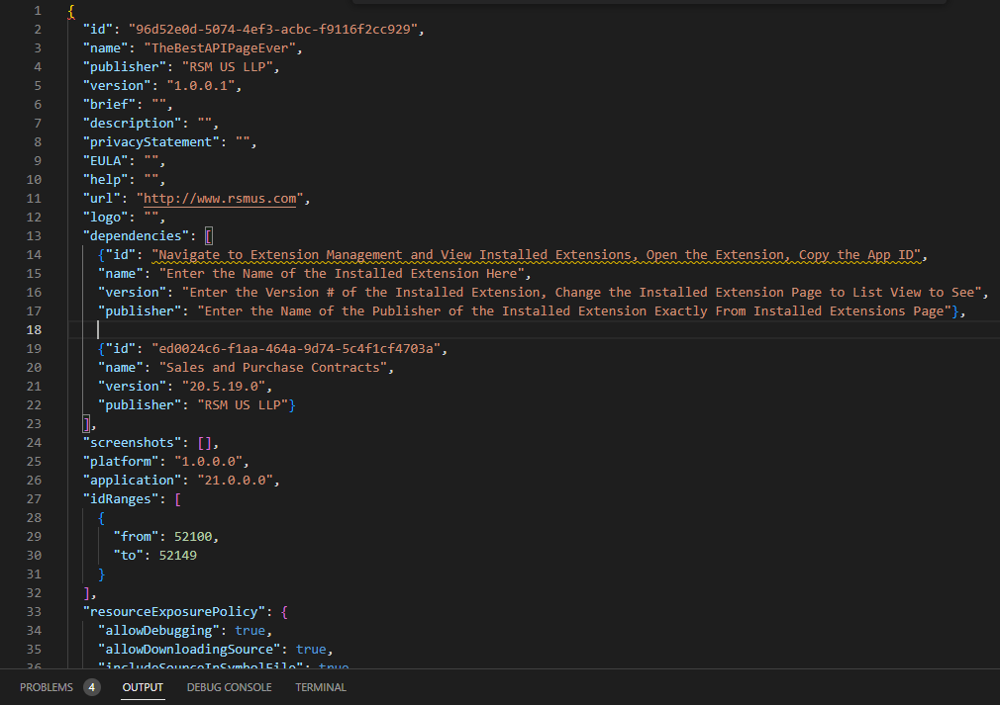 1 {
2 "id": "96d52e0d-5074-4ef3-acbc-f9116f2cc929",
3 "name": "TheBestAPIPageEver",
4 "publisher": "RSM US LLP",
5 "version": "1.0.0.1",
6 "brief": "",
7 "description": "",
8 "privacyStatement": "",
9 "EULA": "",
10 "help": "",
11 "url": "http://www.rsmus.com",
12 "logo": "",
13 "dependencies": [
14 {"id": "Navigate to Extension Management and View Installed Extensions, Open the Extension, Copy the App ID",
15 "name": "Enter the Name of the Installed Extension Here",
16 "version": "Enter the Version # of the Installed Extension, Change the Installed Extension Page to List View to See",
17 "publisher": "Enter the Name of the Publisher of the Installed Extension Exactly From Installed Extensions Page"},
18
19 {"id": "ed0024c6-f1aa-464a-9d74-5c4f1cf4703a",
20 "name": "Sales and Purchase Contracts",
21 "version": "20.5.19.0",
22 "publisher": "RSM US LLP"}
23 ],
24 "screenshots": [],
25 "platform": "1.0.0.0",
26 "application": "21.0.0.0",
27 "idRanges": [
28 {
29 "from": 52100,
30 "to": 52149
31 }
32 ],
33 "resourceExposurePolicy": {
34 "allowDebugging": true,
35 "allowDownloadingSource": true,
36 "includeSourceInSymbolFile": true
PROBLEMS 4 OUTPUT DEBUG CONSOLE TERMINAL